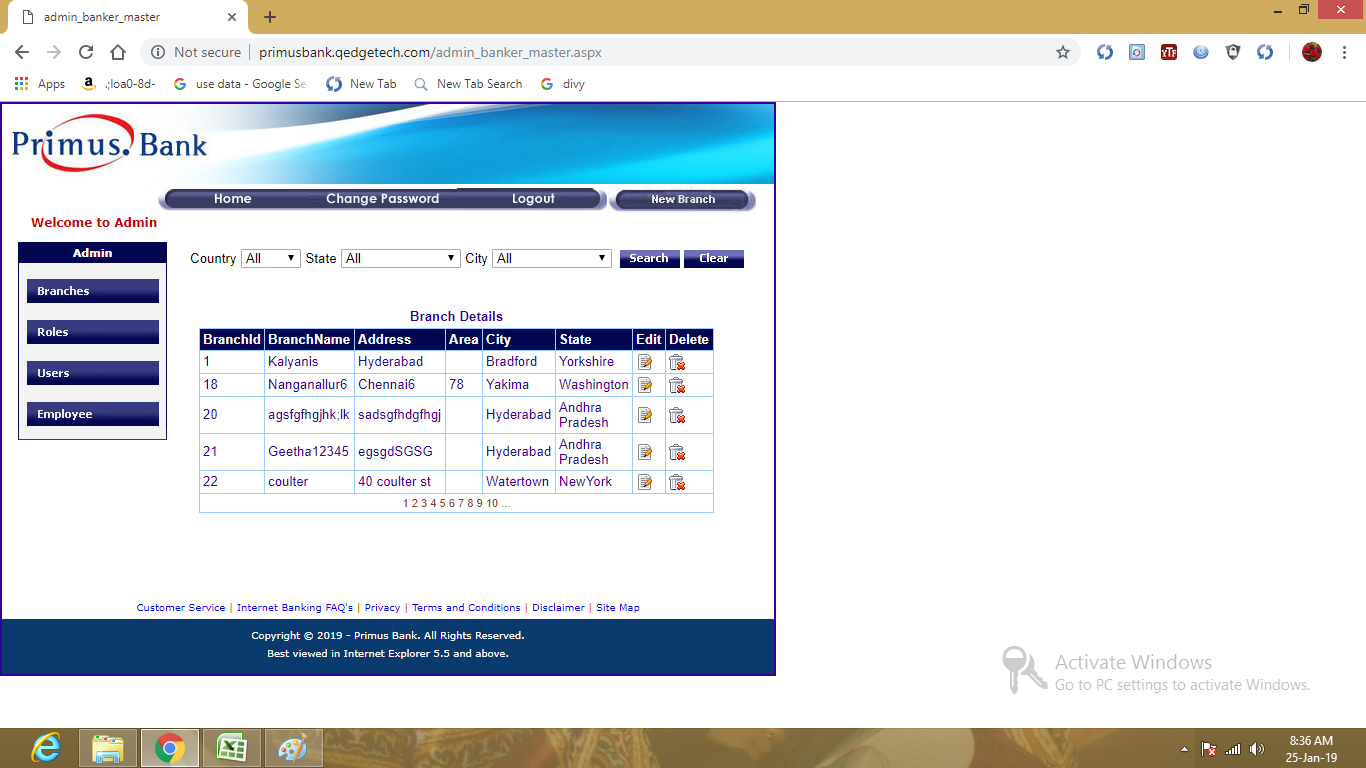 admin_banker_master
Not secure | primusbank.qedgetech.com/admin_banker_master.aspx
YTF
Apps .;loa0-8d- use data - Google Se New Tab New Tab Search divy
Primus. Bank
Home Change Password Logout New Branch
Welcome to Admin
Admin
Branches
Roles
Users
Employee
Country All State All City All Search Clear
Branch Details
BranchId BranchName Address Area City State Edit Delete
1 Kalyanis Hyderabad Bradford Yorkshire
18 Nanganallur6 Chennai6 78 Yakima Washington
20 agsfgfhgjhk;lk sadsgfhdgfhgj Hyderabad Andhra Pradesh
21 Geetha12345 egsgdSGSG Hyderabad Andhra Pradesh
22 coulter 40 coulter st Watertown NewYork
1 2 3 4 5 6 7 8 9 10 ...
Customer Service | Internet Banking FAQ's | Privacy | Terms and Conditions | Disclaimer | Site Map
Copyright © 2019 - Primus Bank. All Rights Reserved.
Best viewed in Internet Explorer 5.5 and above.
Activate Windows
Go to PC settings to activate Windows.
8:36 AM
25-Jan-19